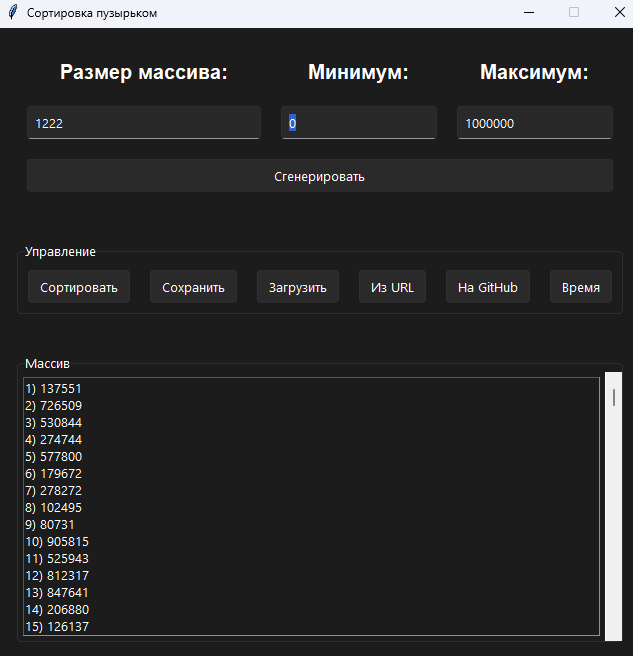 Сортировка пузырьком
Размер массива: Минимум: Максимум:
1222 0 1000000
Сгенерировать
Управление
Сортировать Сохранить Загрузить Из URL На GitHub Время
Массив
1) 137551
2) 726509
3) 530844
4) 274744
5) 577800
6) 179672
7) 278272
8) 102495
9) 80731
10) 905815
11) 525943
12) 812317
13) 847641
14) 206880
15) 126137